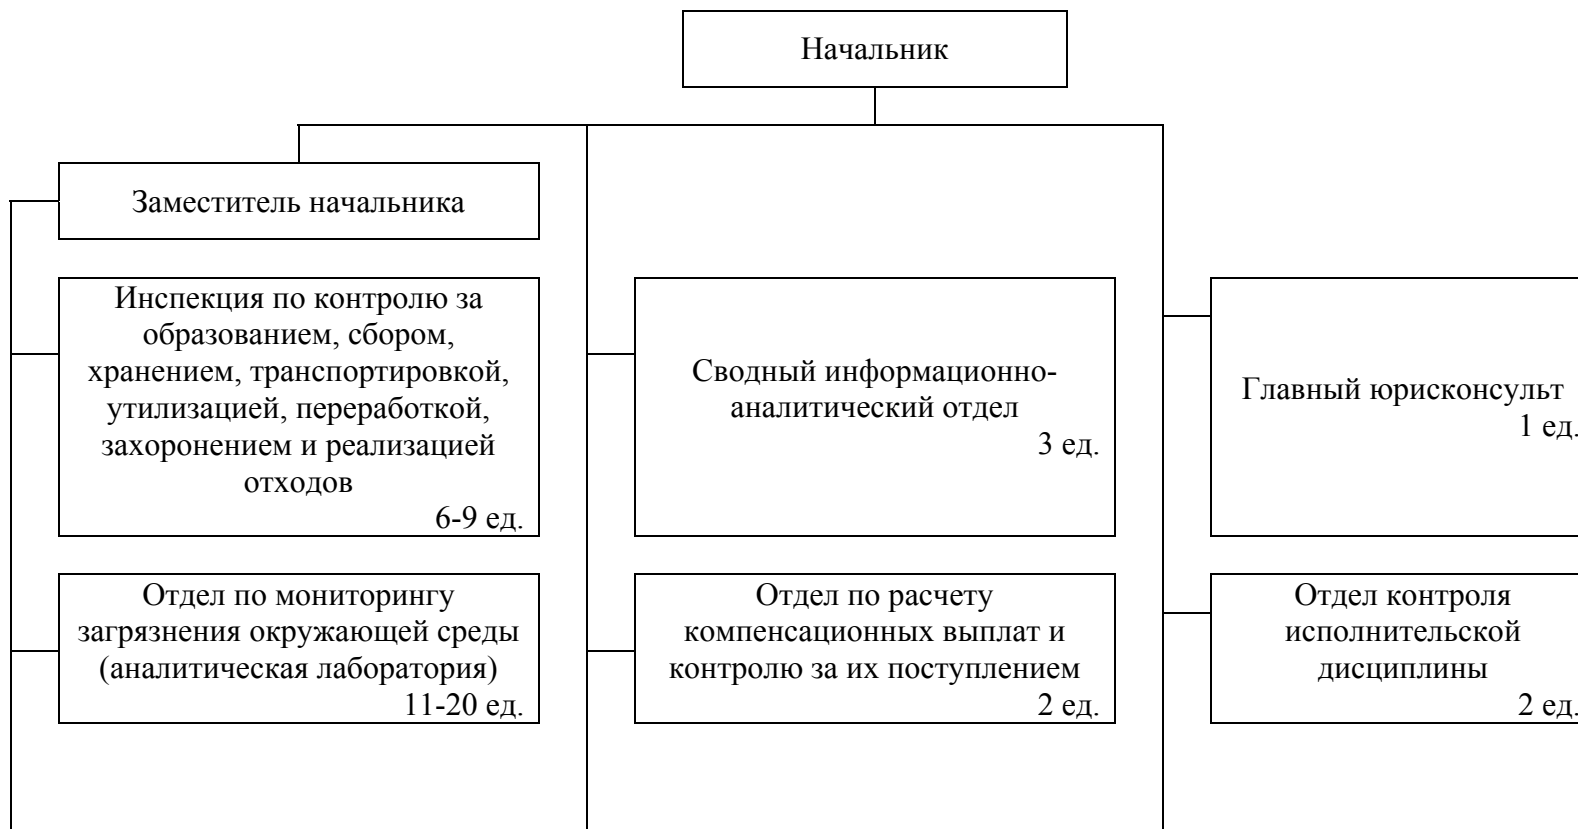 Начальник
Заместитель начальника
Инспекция по контролю за
образованием, сбором,
хранением, транспортировкой,
утилизацией, переработкой,
захоронением и реализацией
отходов
6-9 ед.
Сводный информационно-
аналитический отдел
3 ед.
Главный юрисконсульт
1 ед.
Отдел по мониторингу
загрязнения окружающей среды
(аналитическая лаборатория)
11-20 ед.
Отдел по расчету
компенсационных выплат и
контролю за их поступлением
2 ед.
Отдел контроля
исполнительской
дисциплины
2 ед.